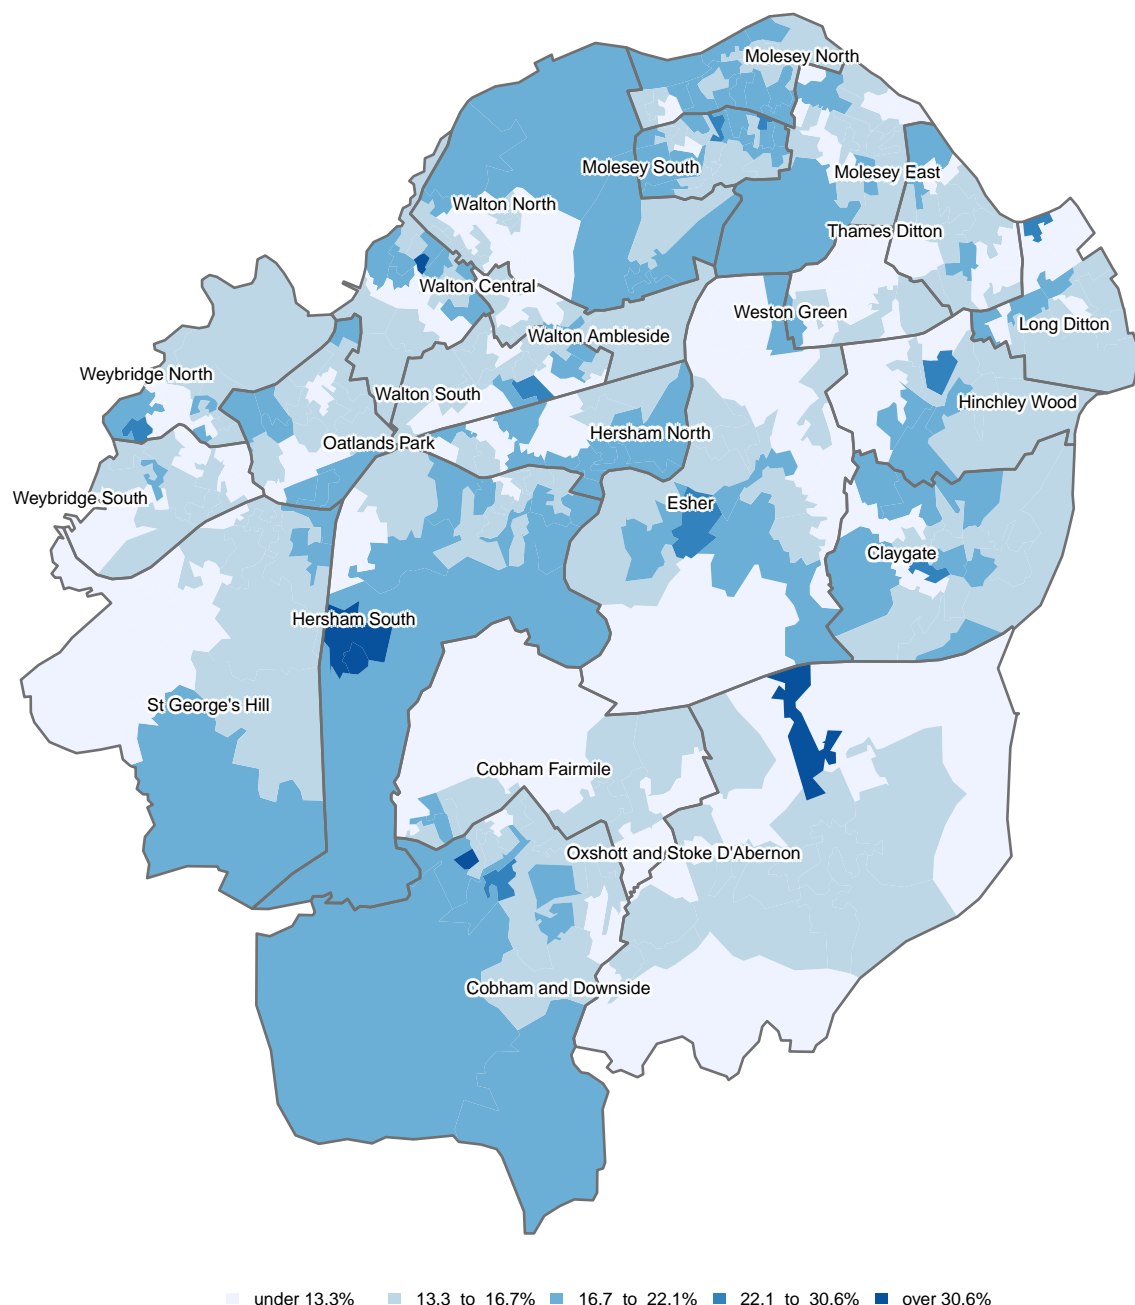 Molesey North
Molesey South
Molesey East
Walton North
Thames Ditton
Walton Central
Weston Green
Long Ditton
Walton Ambleside
Weybridge North
Walton South
Hinchley Wood
Hersham North
Oatlands Park
Weybridge South
Esher
Claygate
Hersham South
St George's Hill
Cobham Fairmile
Oxshott and Stoke D'Abernon
Cobham and Downside
under 13.3% 13.3 to 16.7% 16.7 to 22.1% 22.1 to 30.6% over 30.6%